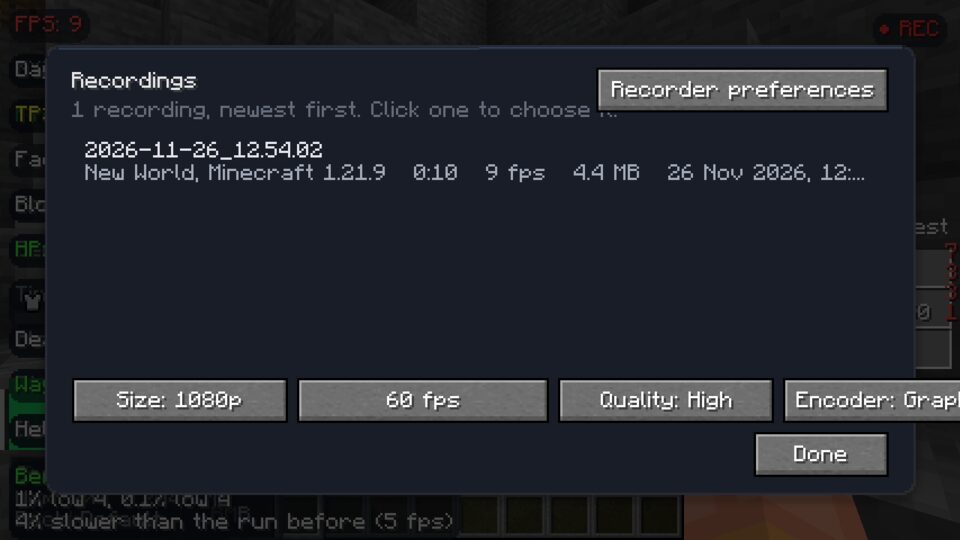 FPS: 9
REC
Recordings
Recorder preferences
1 recording, newest first. Click one to choose it.
2026-11-26_12.54.02
New World, Minecraft 1.21.9 0:10 9 fps 4.4 MB 26 Nov 2026, 12:...
Size: 1080p
60 fps
Quality: High
Encoder: Grap
Done
1% low 4, 0.1% low 4
4% slower than the run before (5 fps)